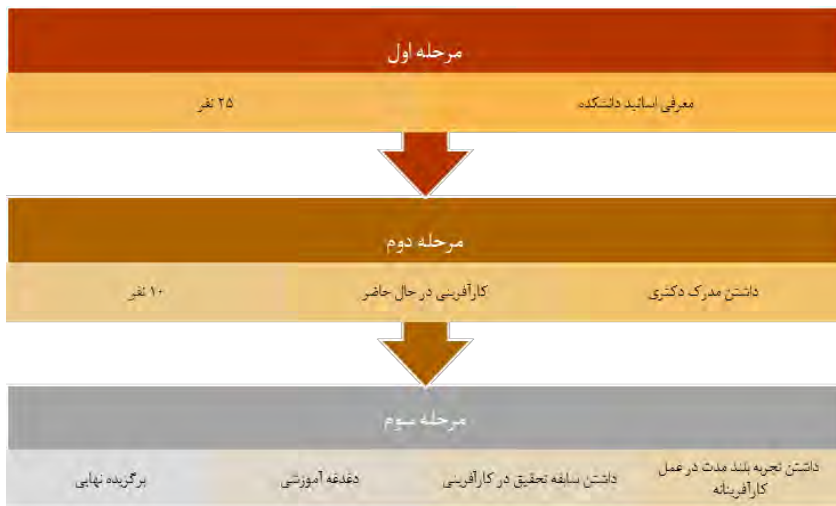 مرحله اول
معرفی اساتید دانشکده
۲۵ نفر
مرحله دوم
داشتن مدرک دکتری
کارآفرینی در حال حاضر
۱۰ نفر
مرحله سوم
داشتن تجربه بلند مدت در عمل
کارآفرینانه
داشتن سابقه تحقیق در کارآفرینی
دغدغه آموزشی
برگزیده نهایی